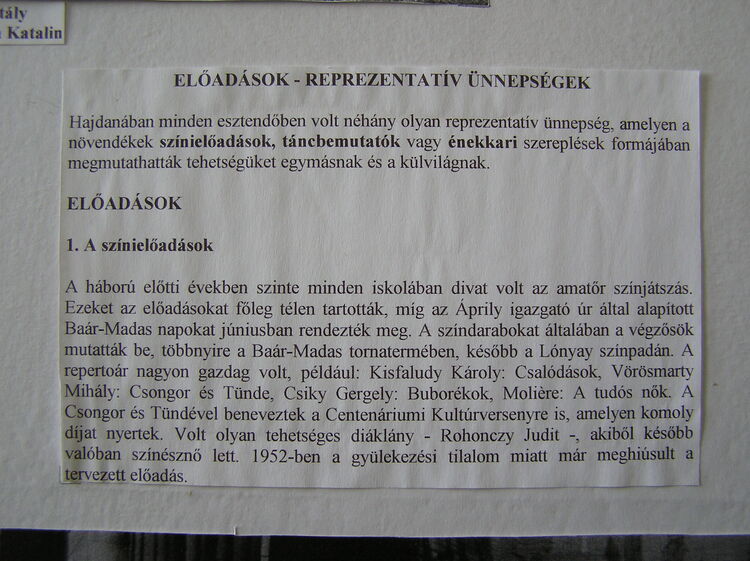 tály
Katalin
ELŐADÁSOK - REPREZENTATÍV ÜNNEPSÉGEK
Hajdanában minden esztendőben volt néhány olyan reprezentatív ünnepség, amelyen a
növendékek színielőadások, táncbemutatók vagy énekkari szereplések formájában
megmutathatták tehetségüket egymásnak és a külvilágnak.
ELŐADÁSOK
1. A színielőadások
A háború előtti években szinte minden iskolában divat volt az amatőr színjátszás.
Ezeket az előadásokat főleg télen tartották, míg az Áprily igazgató úr által alapított
Baár-Madas napokat júniusban rendezték meg. A színdarabokat általában a végzősök
mutatták be, többnyire a Baár-Madas tornatermében, később a Lónyay színpadán. A
repertoár nagyon gazdag volt, például: Kisfaludy Károly: Csalódások, Vörösmarty
Mihály: Csongor és Tünde, Csiky Gergely: Buborékok, Molière: A tudós nők. A
Csongor és Tündével beneveztek a Centenáriumi Kultúrversenyre is, amelyen komoly
díjat nyertek. Volt olyan tehetséges diáklány - Rohonczy Judit -, akiből később
valóban színésznő lett. 1952-ben a gyülekezési tilalom miatt már meghiúsult a
tervezett előadás.